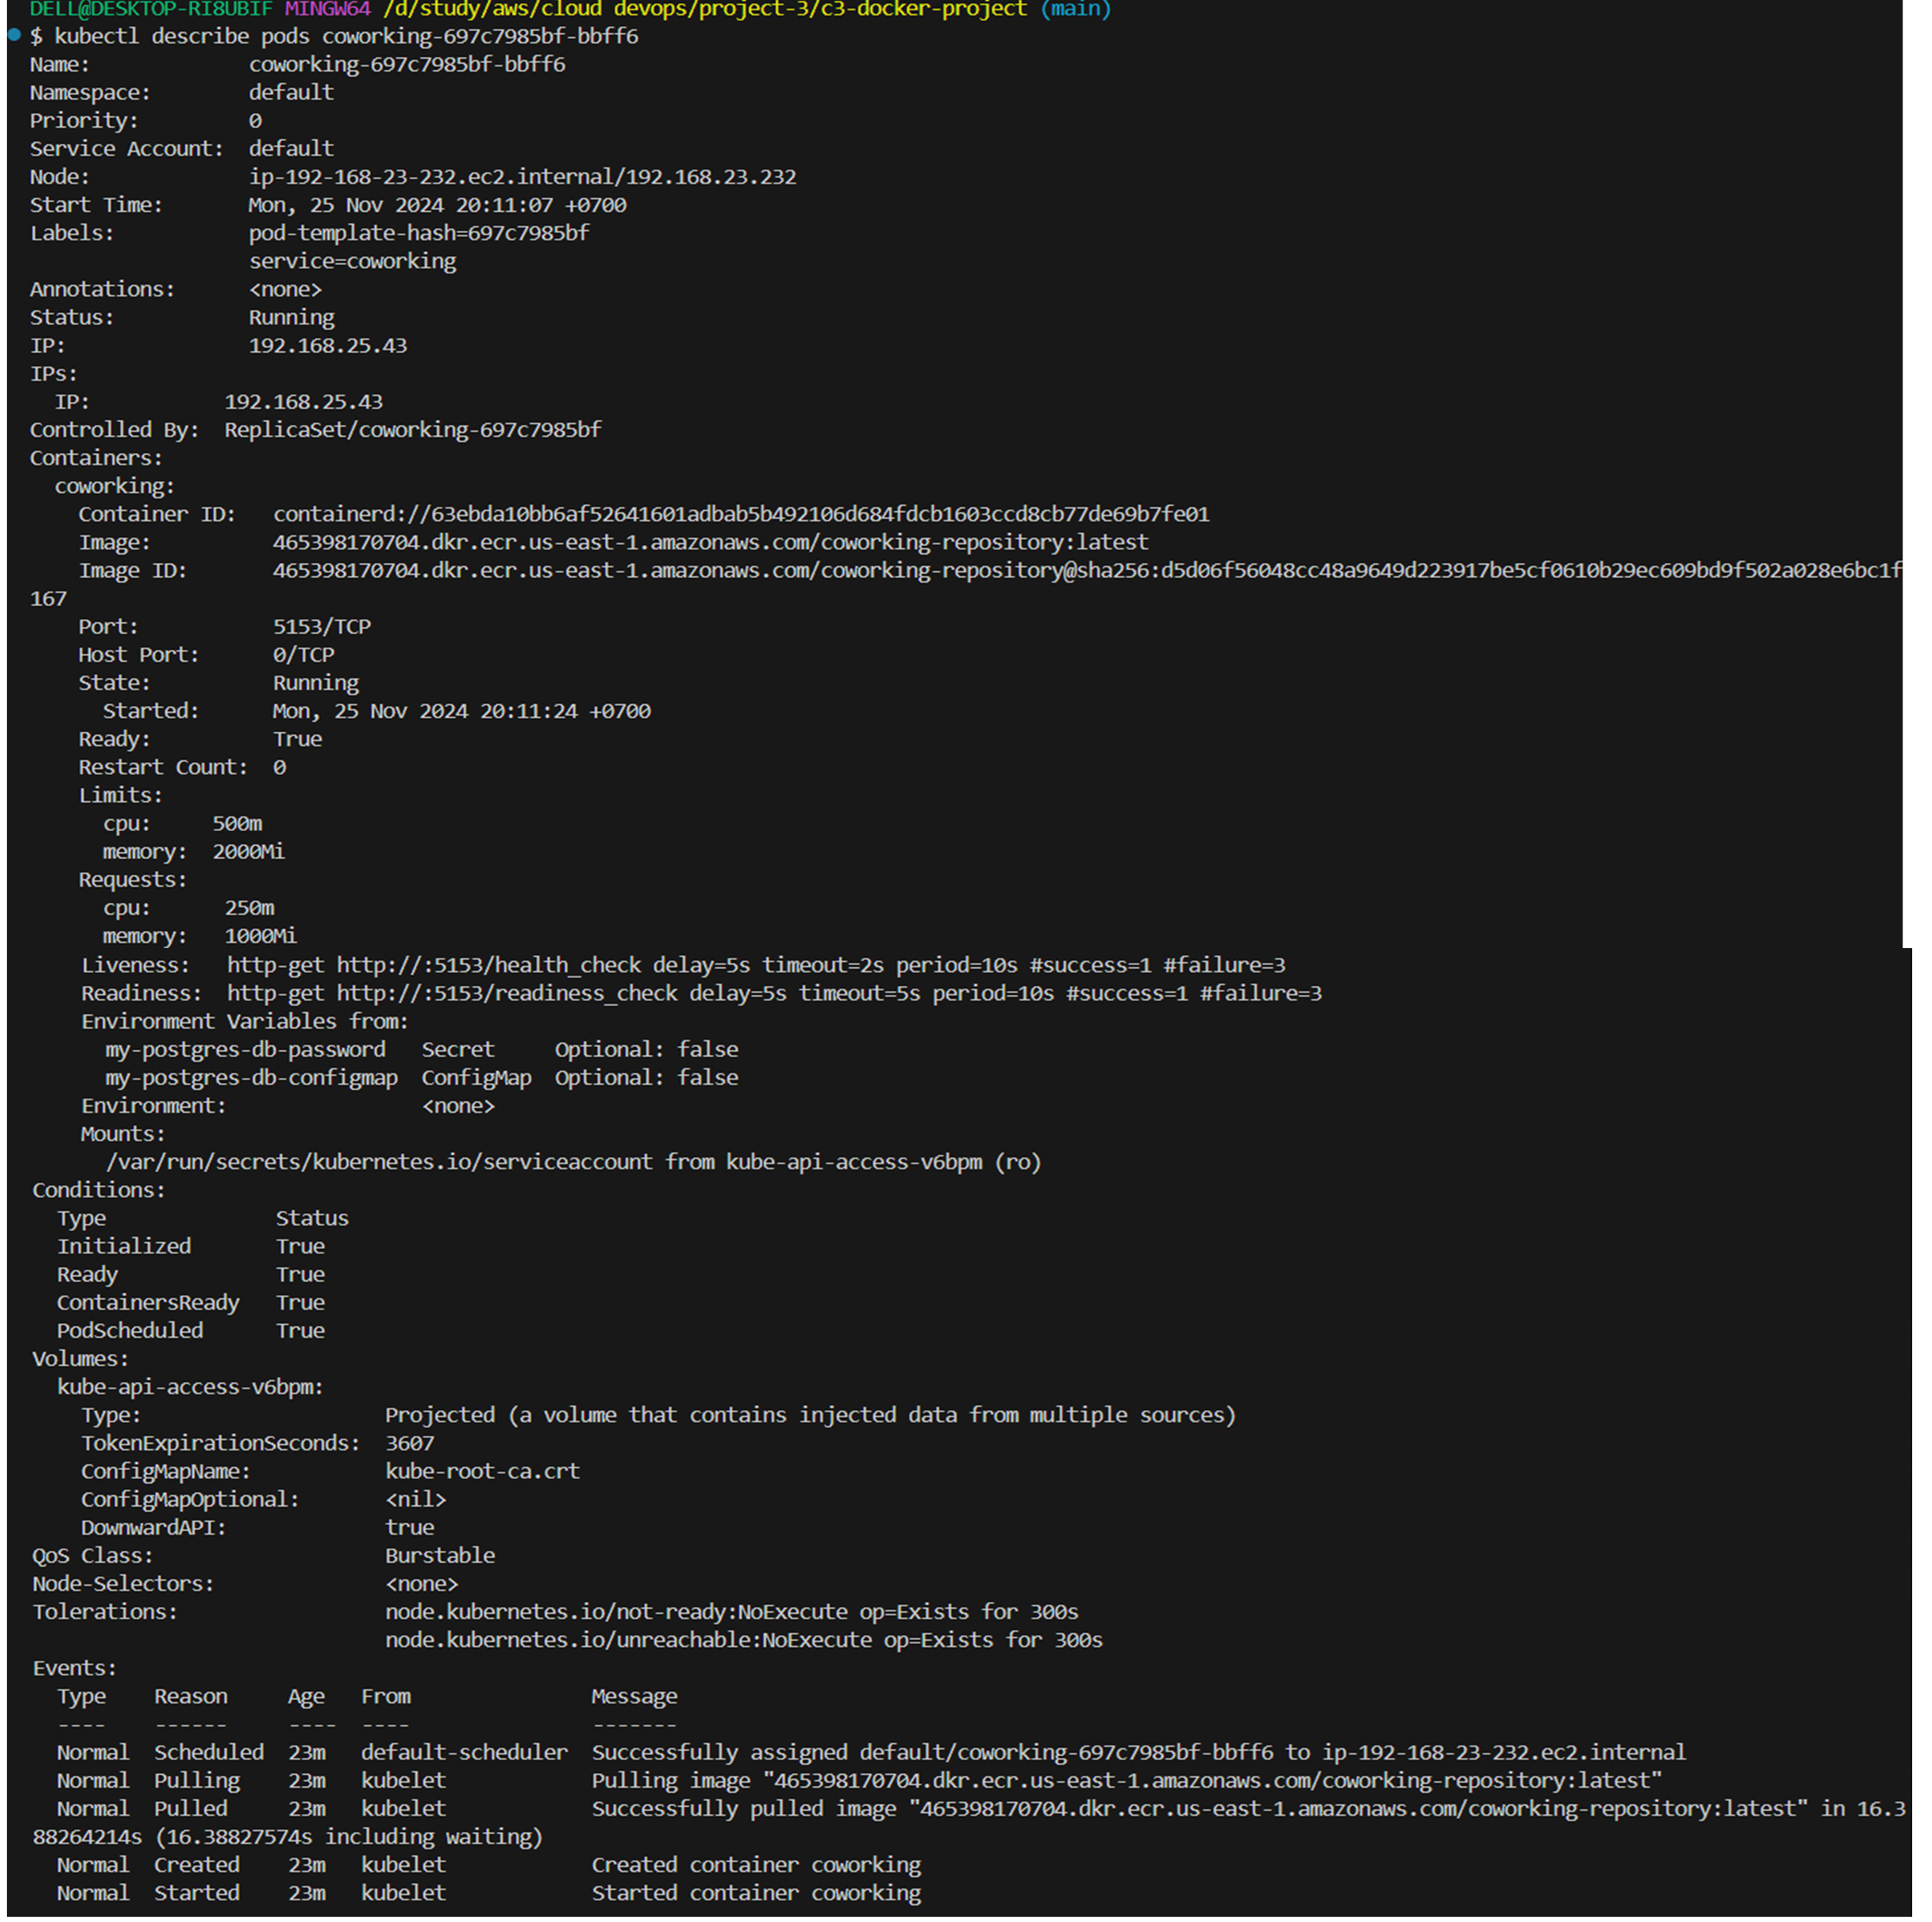 DELL@DESKTOP-RI8UBIF MINGW64 /d/study/aws/cloud devops/project-3/c3-docker-project (main)
$ kubectl describe pods coworking-697c7985bf-bbff6
Name:             coworking-697c7985bf-bbff6
Namespace:        default
Priority:         0
Service Account:  default
Node:             ip-192-168-23-232.ec2.internal/192.168.23.232
Start Time:       Mon, 25 Nov 2024 20:11:07 +0700
Labels:           pod-template-hash=697c7985bf
                  service=coworking
Annotations:      <none>
Status:           Running
IP:               192.168.25.43
IPs:
  IP:           192.168.25.43
Controlled By:  ReplicaSet/coworking-697c7985bf
Containers:
  coworking:
    Container ID:   containerd://63ebda10bb6af52641601adbab5b492106d684fdcb1603ccd8cb77de69b7fe01
    Image:          465398170704.dkr.ecr.us-east-1.amazonaws.com/coworking-repository:latest
    Image ID:       465398170704.dkr.ecr.us-east-1.amazonaws.com/coworking-repository@sha256:d5d06f56048cc48a9649d223917be5cf0610b29ec609bd9f502a028e6bc1f
167
    Port:           5153/TCP
    Host Port:      0/TCP
    State:          Running
      Started:      Mon, 25 Nov 2024 20:11:24 +0700
    Ready:          True
    Restart Count:  0
    Limits:
      cpu:     500m
      memory:  2000Mi
    Requests:
      cpu:      250m
      memory:   1000Mi
    Liveness:   http-get http://:5153/health_check delay=5s timeout=2s period=10s #success=1 #failure=3
    Readiness:  http-get http://:5153/readiness_check delay=5s timeout=5s period=10s #success=1 #failure=3
    Environment Variables from:
      my-postgres-db-password   Secret     Optional: false
      my-postgres-db-configmap  ConfigMap  Optional: false
    Environment:                <none>
    Mounts:
      /var/run/secrets/kubernetes.io/serviceaccount from kube-api-access-v6bpm (ro)
Conditions:
  Type              Status
  Initialized       True
  Ready             True
  ContainersReady   True
  PodScheduled      True
Volumes:
  kube-api-access-v6bpm:
    Type:                    Projected (a volume that contains injected data from multiple sources)
    TokenExpirationSeconds:  3607
    ConfigMapName:           kube-root-ca.crt
    ConfigMapOptional:       <nil>
    DownwardAPI:             true
QoS Class:                   Burstable
Node-Selectors:              <none>
Tolerations:                 node.kubernetes.io/not-ready:NoExecute op=Exists for 300s
                             node.kubernetes.io/unreachable:NoExecute op=Exists for 300s
Events:
  Type    Reason     Age   From               Message
  ----    ------     ----  ----               -------
  Normal  Scheduled  23m   default-scheduler  Successfully assigned default/coworking-697c7985bf-bbff6 to ip-192-168-23-232.ec2.internal
  Normal  Pulling    23m   kubelet            Pulling image "465398170704.dkr.ecr.us-east-1.amazonaws.com/coworking-repository:latest"
  Normal  Pulled     23m   kubelet            Successfully pulled image "465398170704.dkr.ecr.us-east-1.amazonaws.com/coworking-repository:latest" in 16.3
88264214s (16.38827574s including waiting)
  Normal  Created    23m   kubelet            Created container coworking
  Normal  Started    23m   kubelet            Started container coworking